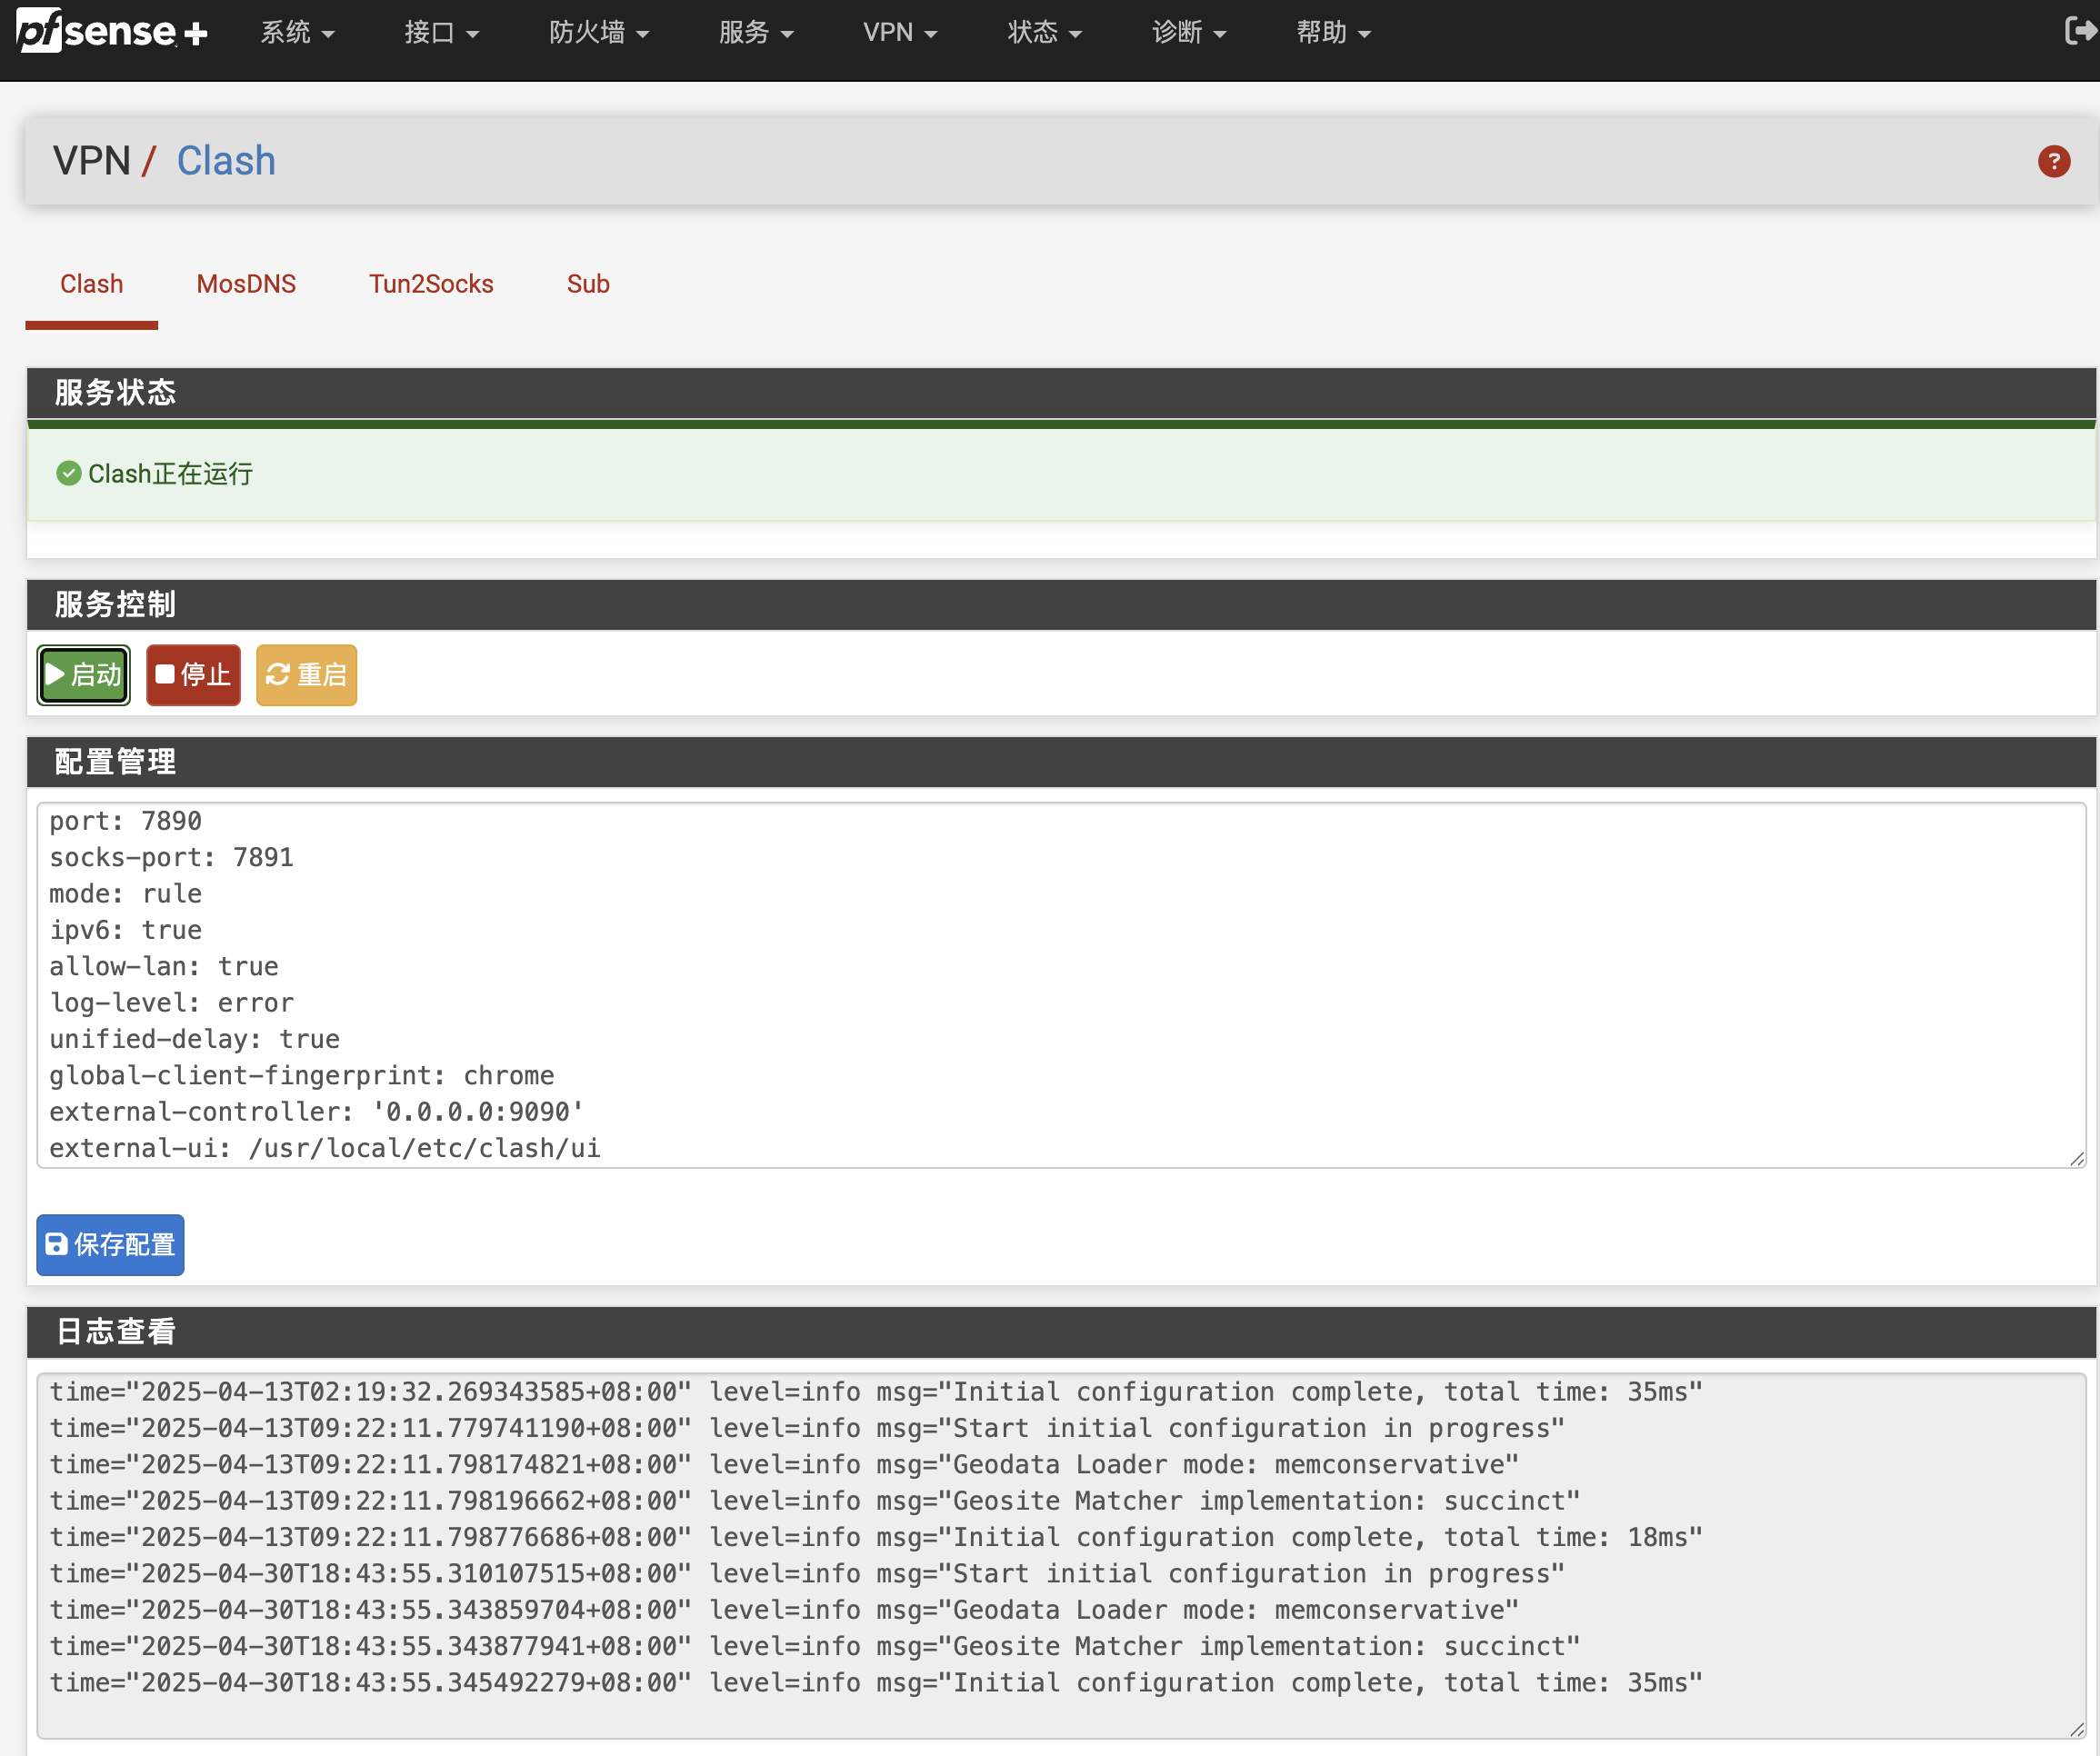 pfsense+ 系统 接口 防火墙 服务 VPN 状态 诊断 帮助
VPN / Clash ?
Clash MosDNS Tun2Socks Sub
服务状态
Clash正在运行
服务控制
启动 停止 重启
配置管理
port: 7890
socks-port: 7891
mode: rule
ipv6: true
allow-lan: true
log-level: error
unified-delay: true
global-client-fingerprint: chrome
external-controller: '0.0.0.0:9090'
external-ui: /usr/local/etc/clash/ui
保存配置
日志查看
time="2025-04-13T02:19:32.269343585+08:00" level=info msg="Initial configuration complete, total time: 35ms"
time="2025-04-13T09:22:11.779741190+08:00" level=info msg="Start initial configuration in progress"
time="2025-04-13T09:22:11.798174821+08:00" level=info msg="Geodata Loader mode: memconservative"
time="2025-04-13T09:22:11.798196662+08:00" level=info msg="Geosite Matcher implementation: succinct"
time="2025-04-13T09:22:11.798776686+08:00" level=info msg="Initial configuration complete, total time: 18ms"
time="2025-04-30T18:43:55.310107515+08:00" level=info msg="Start initial configuration in progress"
time="2025-04-30T18:43:55.343859704+08:00" level=info msg="Geodata Loader mode: memconservative"
time="2025-04-30T18:43:55.343877941+08:00" level=info msg="Geosite Matcher implementation: succinct"
time="2025-04-30T18:43:55.345492279+08:00" level=info msg="Initial configuration complete, total time: 35ms"